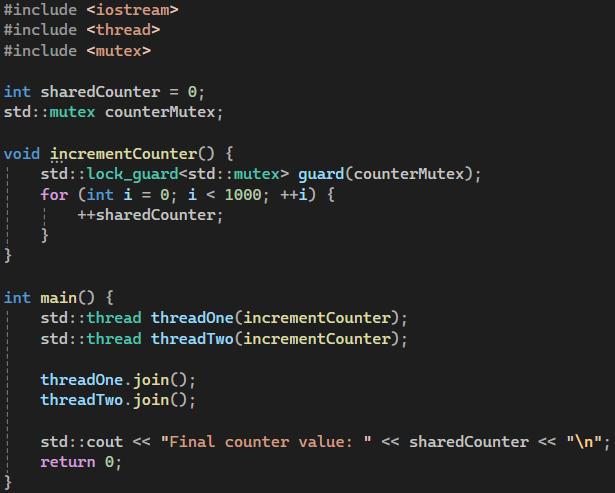 #include <iostream>
#include <thread>
#include <mutex>

int sharedCounter = 0;
std::mutex counterMutex;

void incrementCounter() {
    std::lock_guard<std::mutex> guard(counterMutex);
    for (int i = 0; i < 1000; ++i) {
        ++sharedCounter;
    }
}

int main() {
    std::thread threadOne(incrementCounter);
    std::thread threadTwo(incrementCounter);

    threadOne.join();
    threadTwo.join();

    std::cout << "Final counter value: " << sharedCounter << "\n";
    return 0;
}